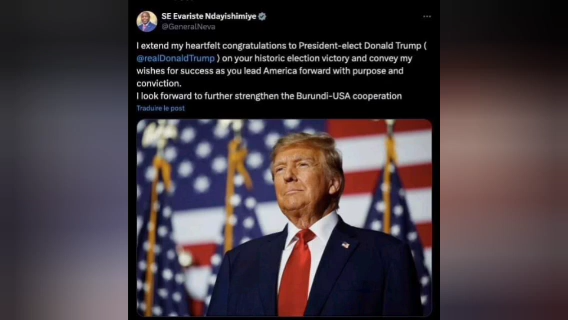 SE Evariste Ndayishimiye
@GeneralNeva
I extend my heartfelt congratulations to President-elect Donald Trump (
@realDonaldTrump ) on your historic election victory and convey my
wishes for success as you lead America forward with purpose and
conviction.
I look forward to further strengthen the Burundi-USA cooperation
Traduire le post